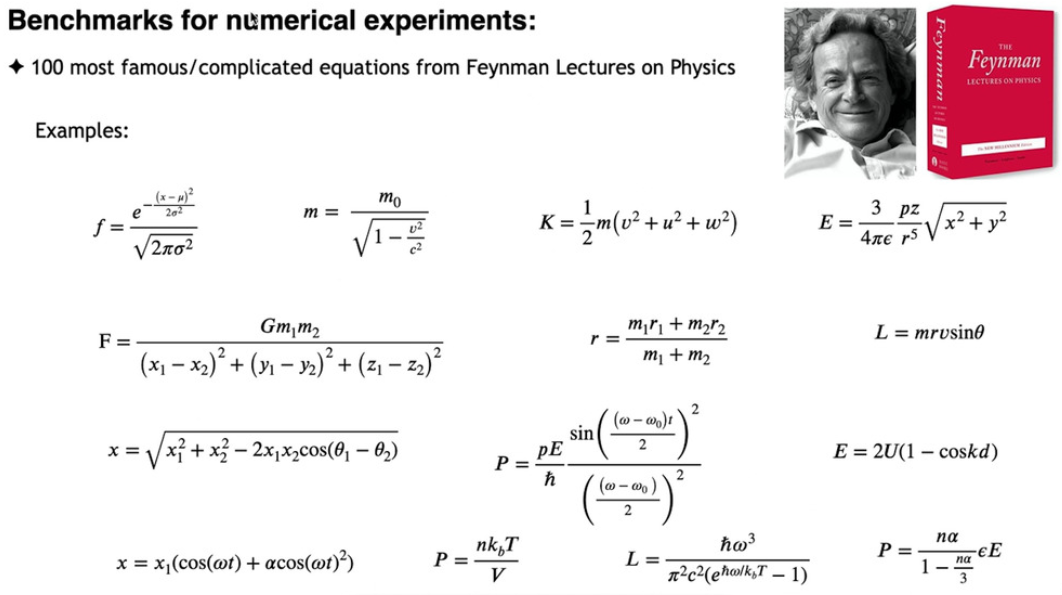 Benchmarks for numerical experiments:
✦ 100 most famous/complicated equations from Feynman Lectures on Physics
Feynman
THE
Feynman
LECTURES ON PHYSICS
The NEW MILLENNIUM Edition
Examples:
f = e^{-\frac{(x-\mu)^2}{2\sigma^2}} / \sqrt{2\pi\sigma^2}
m = \frac{m_0}{\sqrt{1 - \frac{v^2}{c^2}}}
K = \frac{1}{2}m(v^2 + u^2 + w^2)
E = \frac{3}{4\pi\epsilon} \frac{pz}{r^5} \sqrt{x^2 + y^2}
F = \frac{Gm_1m_2}{(x_1 - x_2)^2 + (y_1 - y_2)^2 + (z_1 - z_2)^2}
r = \frac{m_1r_1 + m_2r_2}{m_1 + m_2}
L = mrv\sin\theta
x = \sqrt{x_1^2 + x_2^2 - 2x_1x_2\cos(\theta_1 - \theta_2)}
P = \frac{pE}{\hbar} \frac{\sin\left(\frac{(\omega - \omega_0)t}{2}\right)^2}{\left(\frac{(\omega - \omega_0)}{2}\right)^2}
E = 2U(1 - \cos kd)
x = x_1(\cos(\omega t) + \alpha\cos(\omega t)^2)
P = \frac{nk_bT}{V}
L = \frac{\hbar\omega^3}{\pi^2c^2(e^{\hbar\omega/k_bT} - 1)}
P = \frac{n\alpha}{1 - \frac{n\alpha}{3}}\epsilon E